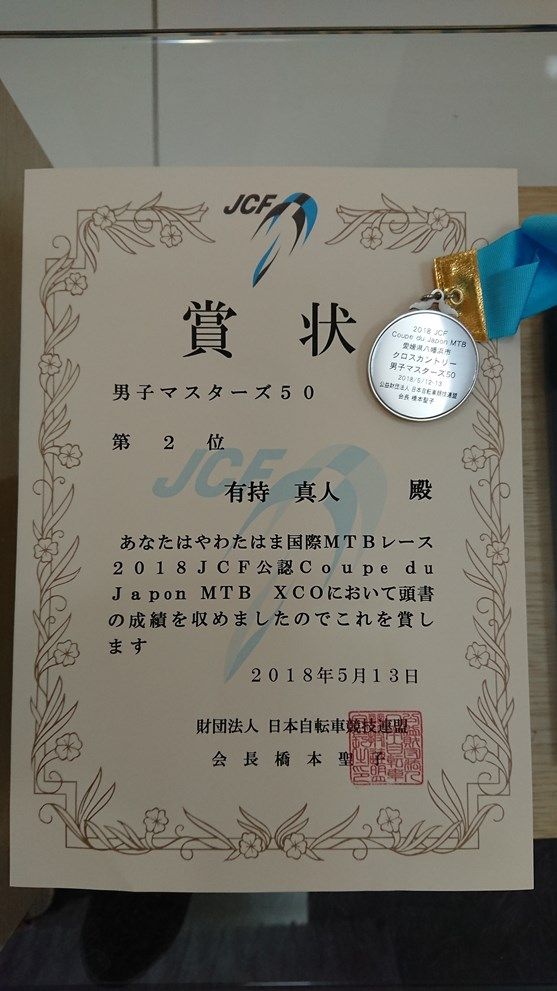 JCF
賞状
男子マスターズ50
第2位
JCF
有持 真人 殿
あなたはやわたはま国際MTBレース
2018JCF公認Coupe du
Japon MTB XCOにおいて頭書
の成績を収めましたのでこれを賞し
ます
2018年5月13日
財団法人 日本自転車競技連盟
会長 橋本聖子
2018 JCF
Coupe du Japon MTB
愛媛県八幡浜市
クロスカントリー
男子マスターズ50
2018/5/12-13
公益財団法人 日本自転車競技連盟
会長 橋本聖子